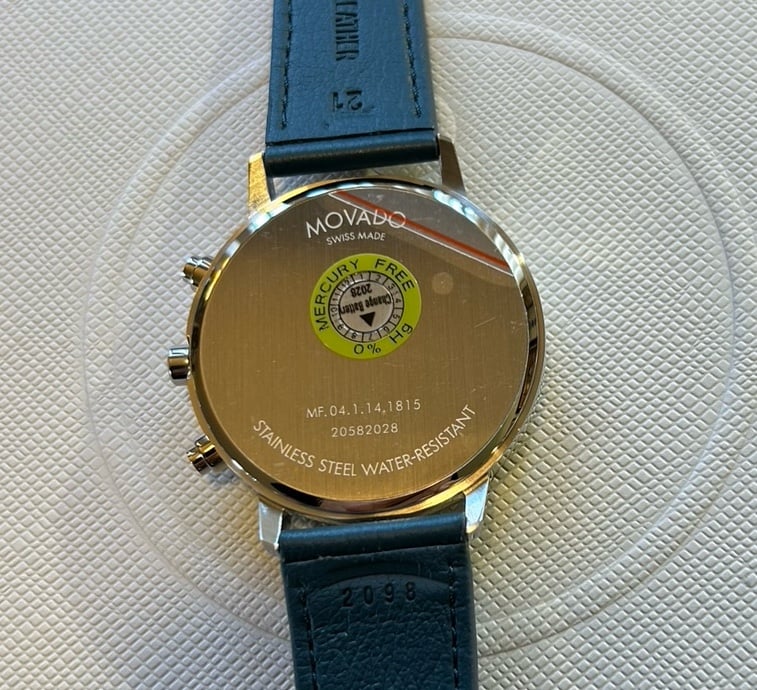 LEATHER
21
MOVADO
SWISS MADE
MERCURY FREE
0% Hg
Change Battery
2028
MF.04.1.14.1815
20582028
STAINLESS STEEL WATER-RESISTANT
2098